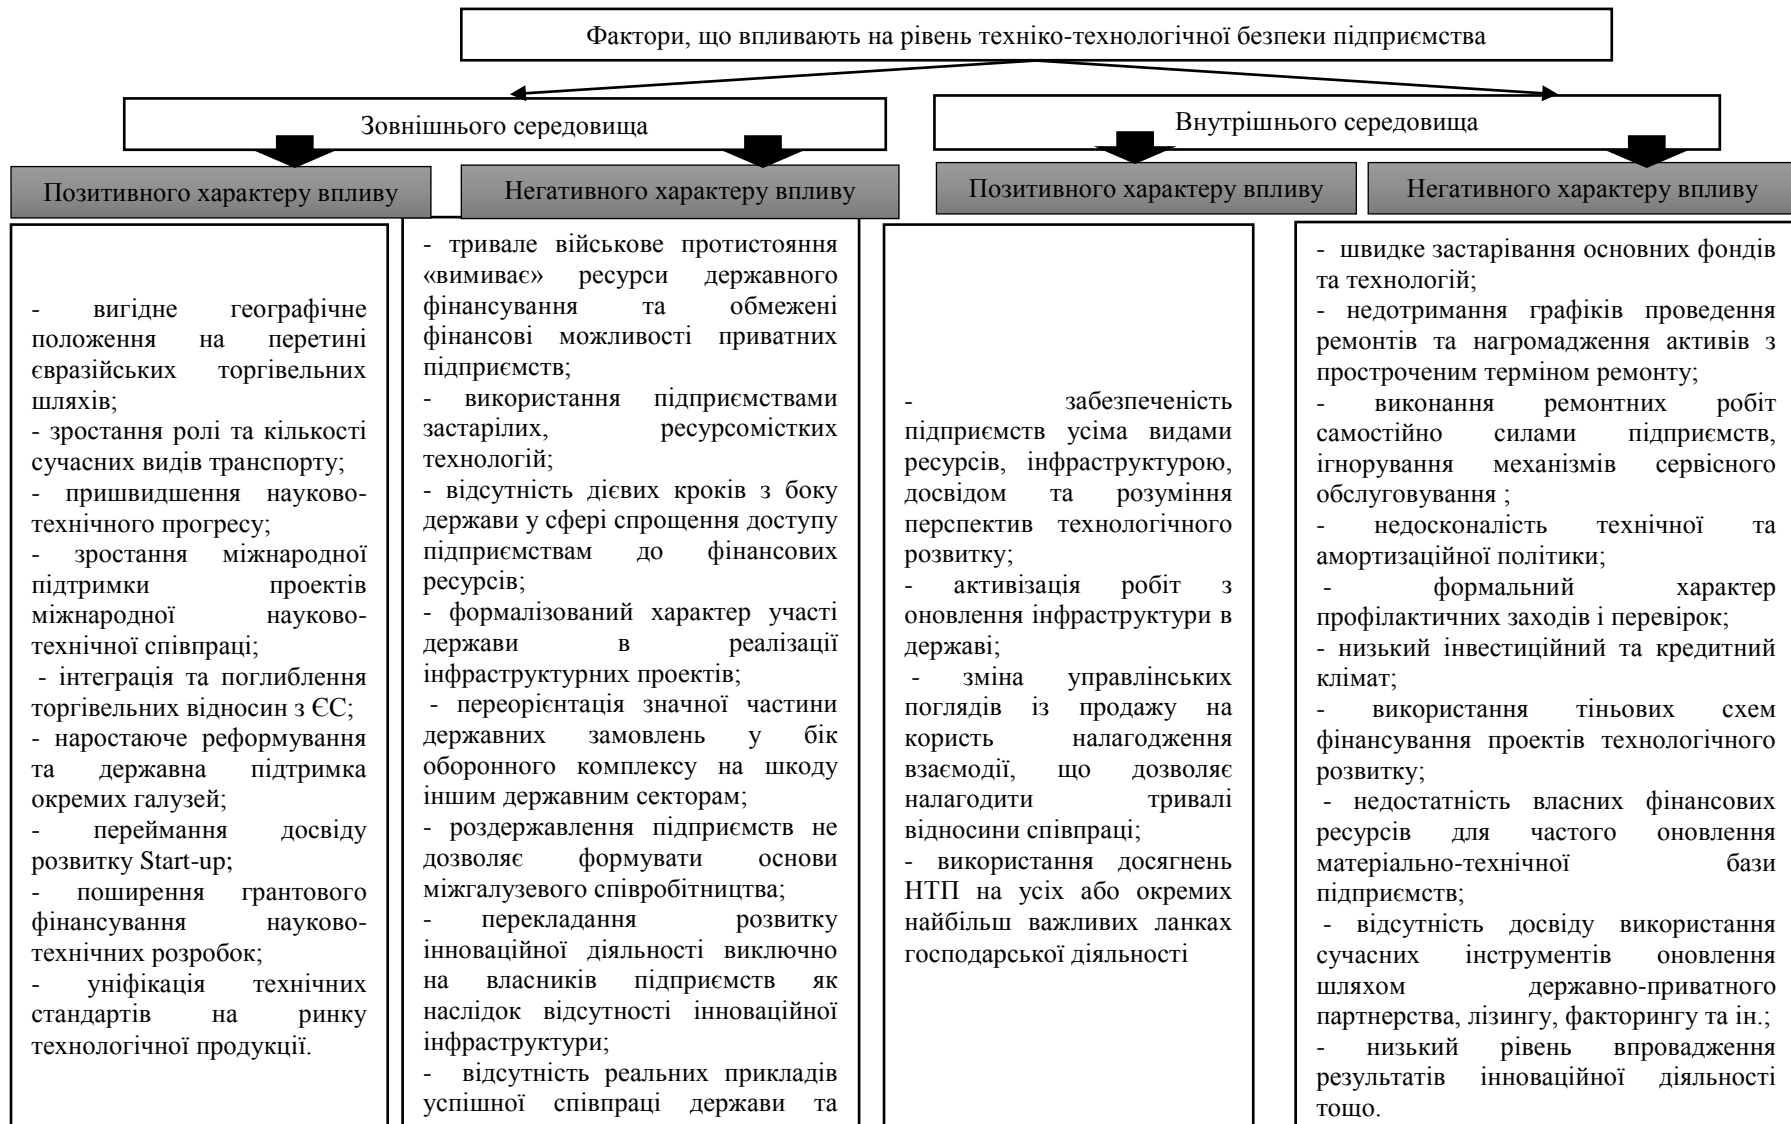 Фактори, що впливають на рівень техніко-технологічної безпеки підприємства
Зовнішнього середовища
Внутрішнього середовища
Позитивного характеру впливу
Негативного характеру впливу
Позитивного характеру впливу
Негативного характеру впливу
- вигідне географічне
положення на перетині
євразійських торгівельних
шляхів;
- зростання ролі та кількості
сучасних видів транспорту;
- пришвидшення науково-
технічного прогресу;
- зростання міжнародної
підтримки проектів
міжнародної науково-
технічної співпраці;
- інтеграція та поглиблення
торгівельних відносин з ЄС;
- наростаюче реформування
та державна підтримка
окремих галузей;
- переймання досвіду
розвитку Start-up;
- поширення грантового
фінансування науково-
технічних розробок;
- уніфікація технічних
стандартів на ринку
технологічної продукції.
- тривале військове протистояння
«вимиває» ресурси державного
фінансування та обмежені
фінансові можливості приватних
підприємств;
- використання підприємствами
застарілих, ресурсомістких
технологій;
- відсутність дієвих кроків з боку
держави у сфері спрощення доступу
підприємствам до фінансових
ресурсів;
- формалізований характер участі
держави в реалізації
інфраструктурних проектів;
- переорієнтація значної частини
державних замовлень у бік
оборонного комплексу на шкоду
іншим державним секторам;
- роздержавлення підприємств не
дозволяє формувати основи
міжгалузевого співробітництва;
- перекладання розвитку
інноваційної діяльності виключно
на власників підприємств як
наслідок відсутності інноваційної
інфраструктури;
- відсутність реальних прикладів
успішної співпраці держави та
- забезпеченість
підприємств усіма видами
ресурсів, інфраструктурою,
досвідом та розуміння
перспектив технологічного
розвитку;
- активізація робіт з
оновлення інфраструктури в
державі;
- зміна управлінських
поглядів із продажу на
користь налагодження
взаємодії, що дозволяє
налагодити тривалі
відносини співпраці;
- використання досягнень
НТП на усіх або окремих
найбільш важливих ланках
господарської діяльності
- швидке застарівання основних фондів
та технологій;
- недотримання графіків проведення
ремонтів та нагромадження активів з
простроченим терміном ремонту;
- виконання ремонтних робіт
самостійно силами підприємств,
ігнорування механізмів сервісного
обслуговування ;
- недосконалість технічної та
амортизаційної політики;
- формальний характер
профілактичних заходів і перевірок;
- низький інвестиційний та кредитний
клімат;
- використання тіньових схем
фінансування проектів технологічного
розвитку;
- недостатність власних фінансових
ресурсів для частого оновлення
матеріально-технічної бази
підприємств;
- відсутність досвіду використання
сучасних інструментів оновлення
шляхом державно-приватного
партнерства, лізингу, факторингу та ін.;
- низький рівень впровадження
результатів інноваційної діяльності
тощо.